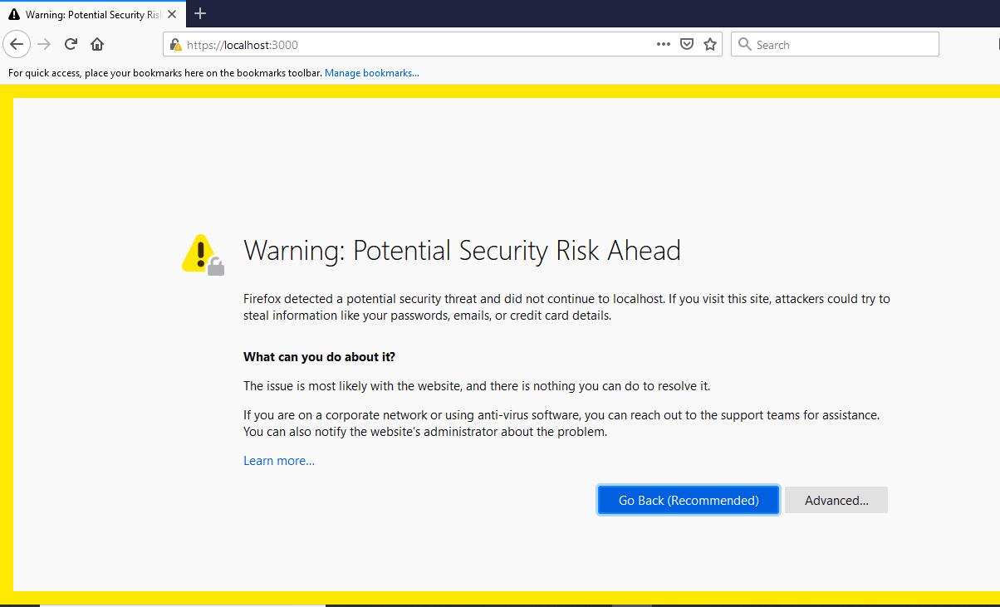 Warning: Potential Security Ris
https://localhost:3000
Search
For quick access, place your bookmarks here on the bookmarks toolbar. Manage bookmarks...
Warning: Potential Security Risk Ahead
Firefox detected a potential security threat and did not continue to localhost. If you visit this site, attackers could try to
steal information like your passwords, emails, or credit card details.
What can you do about it?
The issue is most likely with the website, and there is nothing you can do to resolve it.
If you are on a corporate network or using anti-virus software, you can reach out to the support teams for assistance.
You can also notify the website’s administrator about the problem.
Learn more…
Go Back (Recommended)
Advanced...